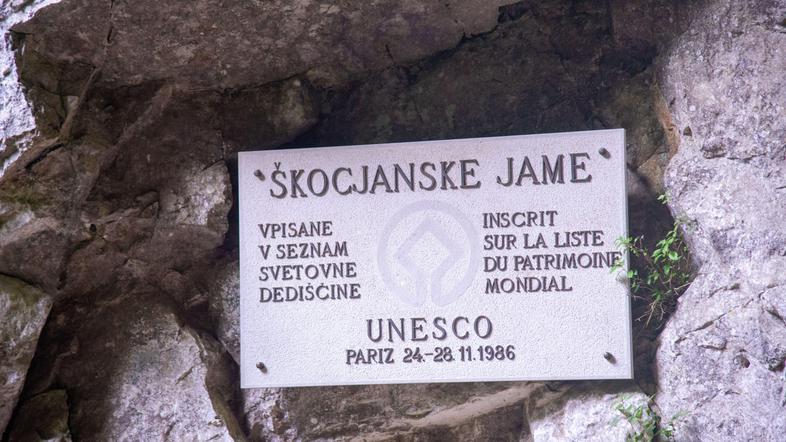 ŠKOCJANSKE JAME
VPISANE
V SEZNAM
SVETOVNE
DEDIŠČINE
INSCRIT
SUR LA LISTE
DU PATRIMOINE
MONDIAL
UNESCO
PARIZ 24.-28.11.1986